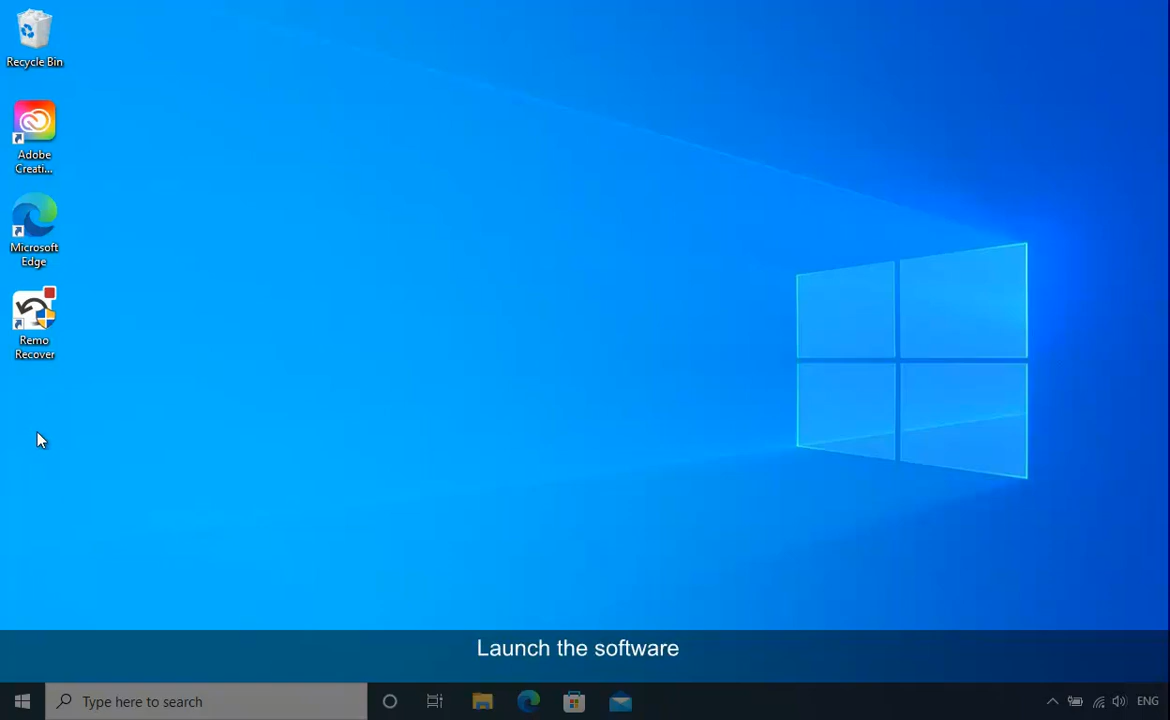 Recycle Bin
Adobe
Creati...
Microsoft
Edge
Remo
Recover
Launch the software
Type here to search
ENG